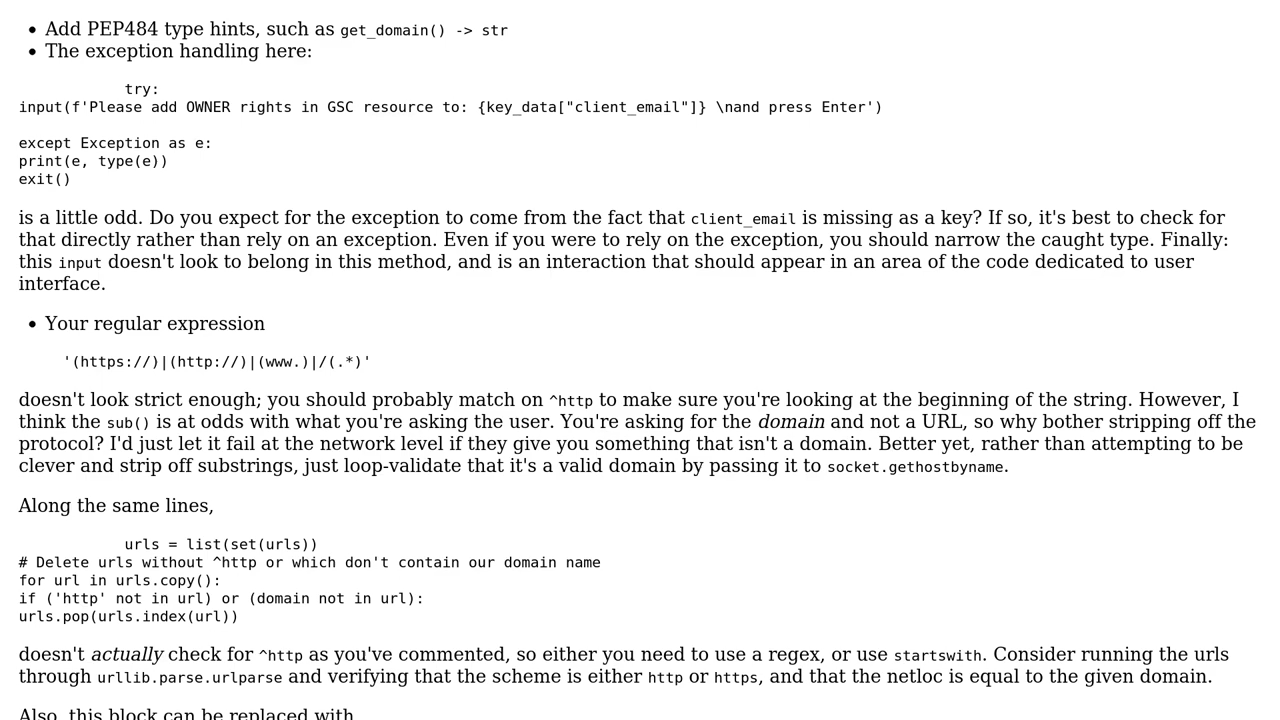 • Add PEP484 type hints, such as get_domain() -> str
• The exception handling here:
try:
input(f'Please add OWNER rights in GSC resource to: {key_data["client_email"]} \nand press Enter')
except Exception as e:
print(e, type(e))
exit()
is a little odd. Do you expect for the exception to come from the fact that client_email is missing as a key? If so, it's best to check for
that directly rather than rely on an exception. Even if you were to rely on the exception, you should narrow the caught type. Finally:
this input doesn't look to belong in this method, and is an interaction that should appear in an area of the code dedicated to user
interface.
• Your regular expression
'(https://)|(http://)|(www.)|/(.*)'
doesn't look strict enough; you should probably match on ^http to make sure you're looking at the beginning of the string. However, I
think the sub() is at odds with what you're asking the user. You're asking for the domain and not a URL, so why bother stripping off the
protocol? I'd just let it fail at the network level if they give you something that isn't a domain. Better yet, rather than attempting to be
clever and strip off substrings, just loop-validate that it's a valid domain by passing it to socket.gethostbyname.
Along the same lines,
urls = list(set(urls))
# Delete urls without ^http or which don't contain our domain name
for url in urls.copy():
if ('http' not in url) or (domain not in url):
urls.pop(urls.index(url))
doesn't actually check for ^http as you've commented, so either you need to use a regex, or use startswith. Consider running the urls
through urllib.parse.urlparse and verifying that the scheme is either http or https, and that the netloc is equal to the given domain.
Also, this block can be replaced with